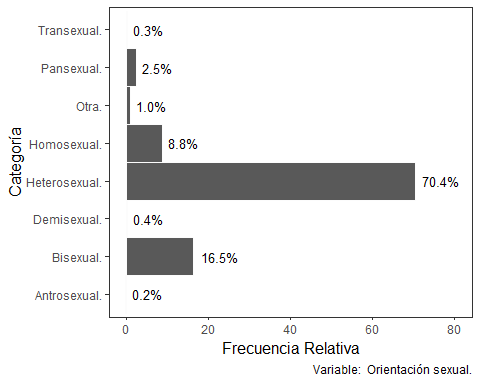 Transexual. 0.3%
Pansexual. 2.5%
Otra. 1.0%
Homosexual. 8.8%
Heterosexual. 70.4%
Demisexual. 0.4%
Bisexual. 16.5%
Antrosexual. 0.2%
Categoría
0 20 40 60 80
Frecuencia Relativa
Variable: Orientación sexual.